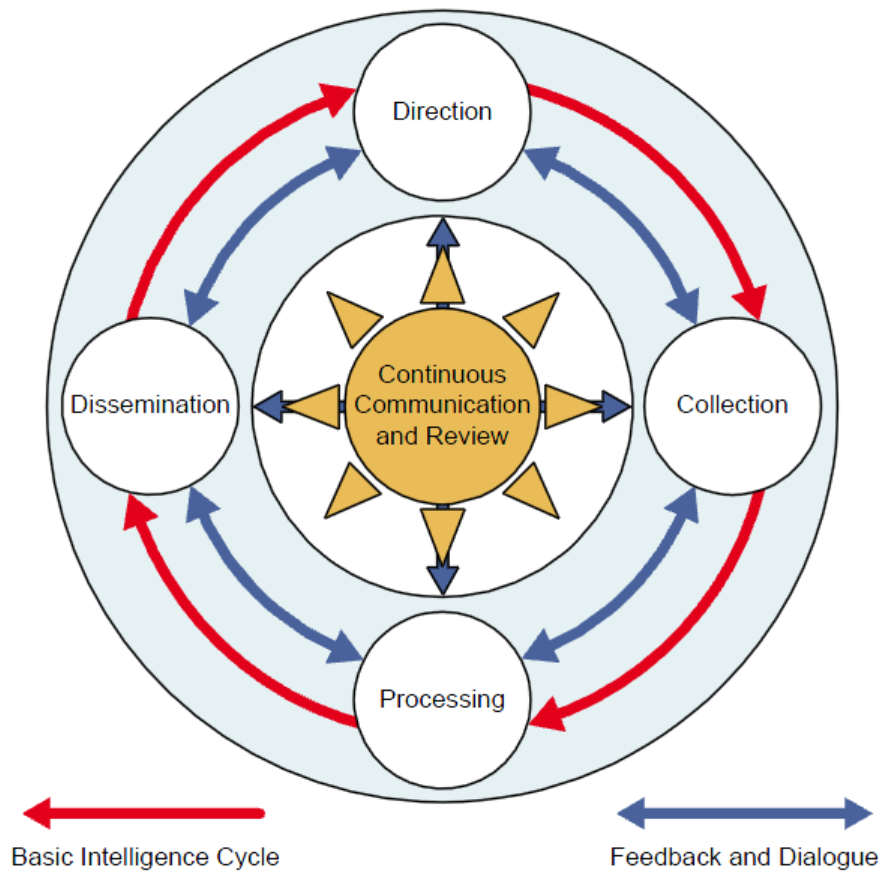 Direction
Continuous
Communication
and Review
Dissemination
Collection
Processing
Basic Intelligence Cycle
Feedback and Dialogue